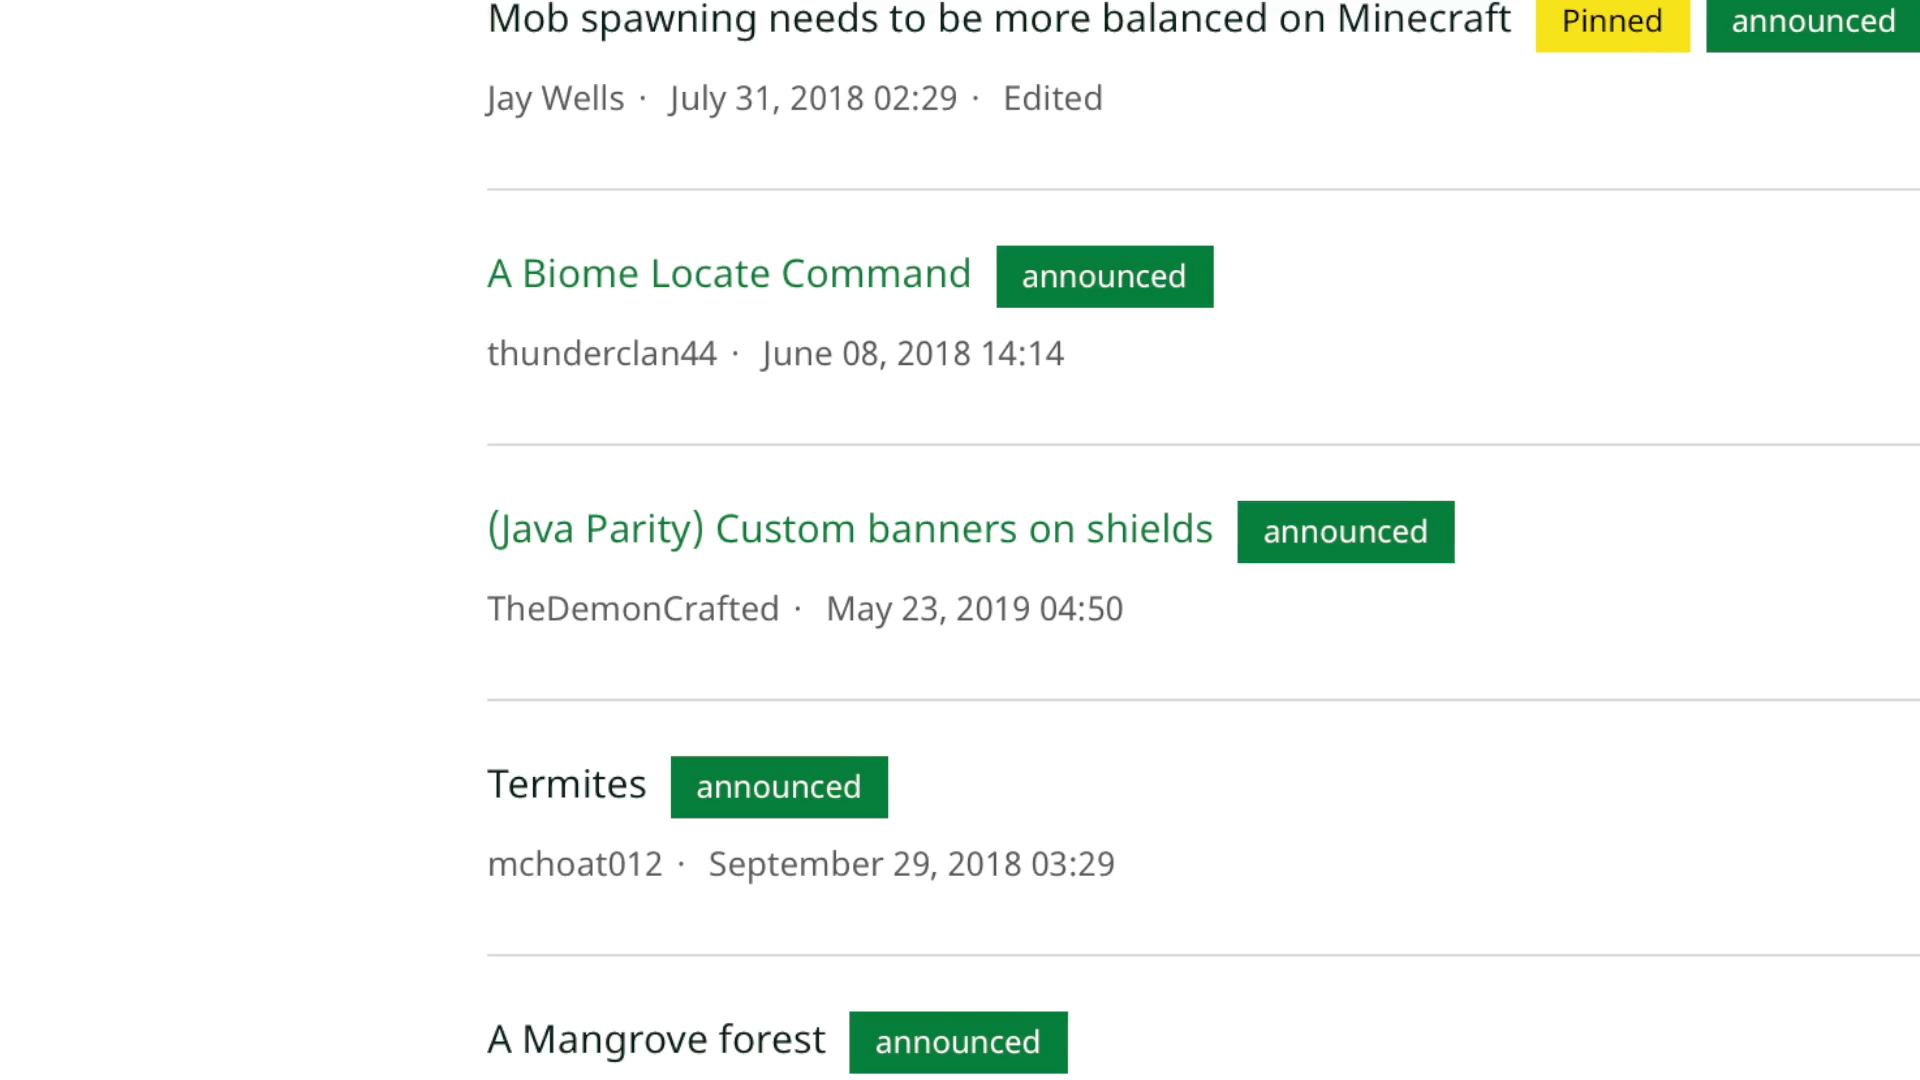 Mob spawning needs to be more balanced on Minecraft Pinned announced
Jay Wells · July 31, 2018 02:29 · Edited
A Biome Locate Command announced
thunderclan44 · June 08, 2018 14:14
(Java Parity) Custom banners on shields announced
TheDemonCrafted · May 23, 2019 04:50
Termites announced
mchoat012 · September 29, 2018 03:29
A Mangrove forest announced